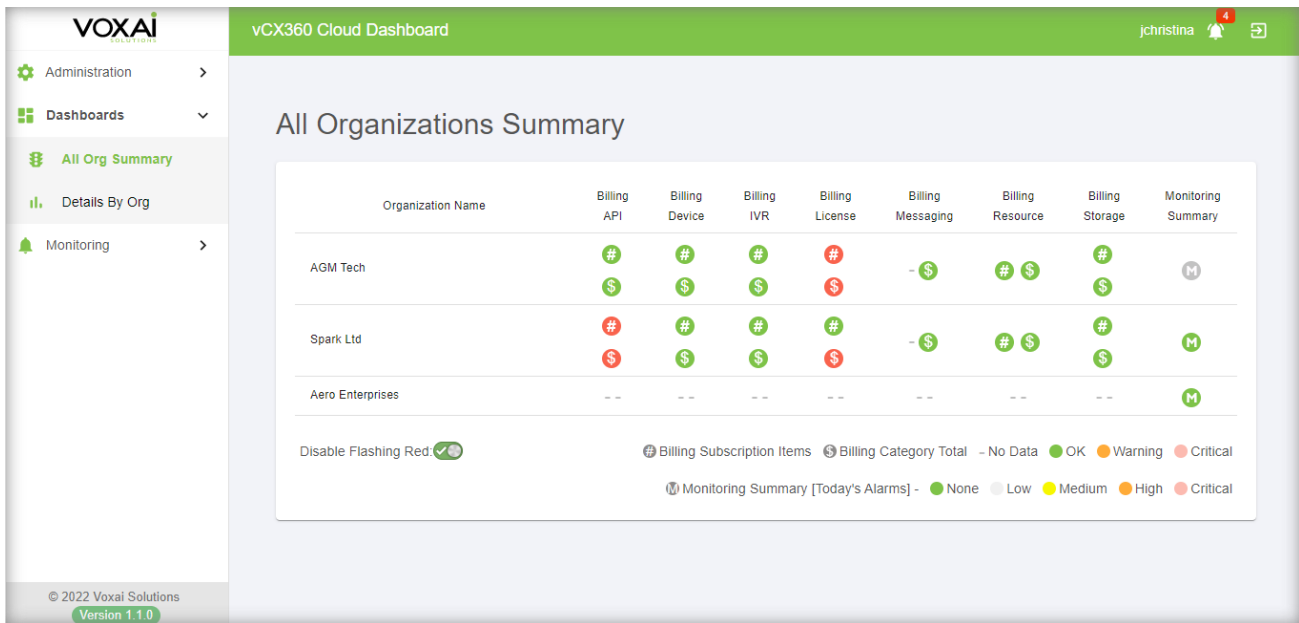 VOXAI
SOLUTIONS
vCX360 Cloud Dashboard
jchristina
4
Administration
Dashboards
All Org Summary
Details By Org
Monitoring
All Organizations Summary
Organization Name Billing API Billing Device Billing IVR Billing License Billing Messaging Billing Resource Billing Storage Monitoring Summary
AGM Tech # $ # $ # $ # $ - $ # $ # $ M
Spark Ltd # $ # $ # $ # $ - $ # $ # $ M
Aero Enterprises - - - - - - - - - - - - - - M
Disable Flashing Red:
# Billing Subscription Items $ Billing Category Total - No Data OK Warning Critical
M Monitoring Summary [Today's Alarms] - None Low Medium High Critical
© 2022 Voxai Solutions
Version 1.1.0